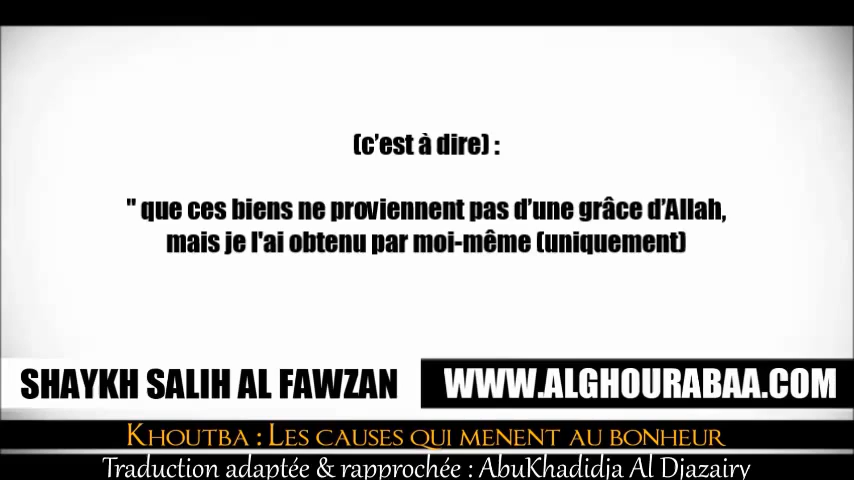 (c’est à dire) :
" que ces biens ne proviennent pas d’une grâce d’Allah,
mais je l'ai obtenu par moi-même (uniquement)
SHAYKH SALIH AL FAWZAN
WWW.ALGHOURABAA.COM
Khoutba : Les causes qui menent au bonheur
Traduction adaptée & rapprochée : AbuKhadidja Al Djazairy